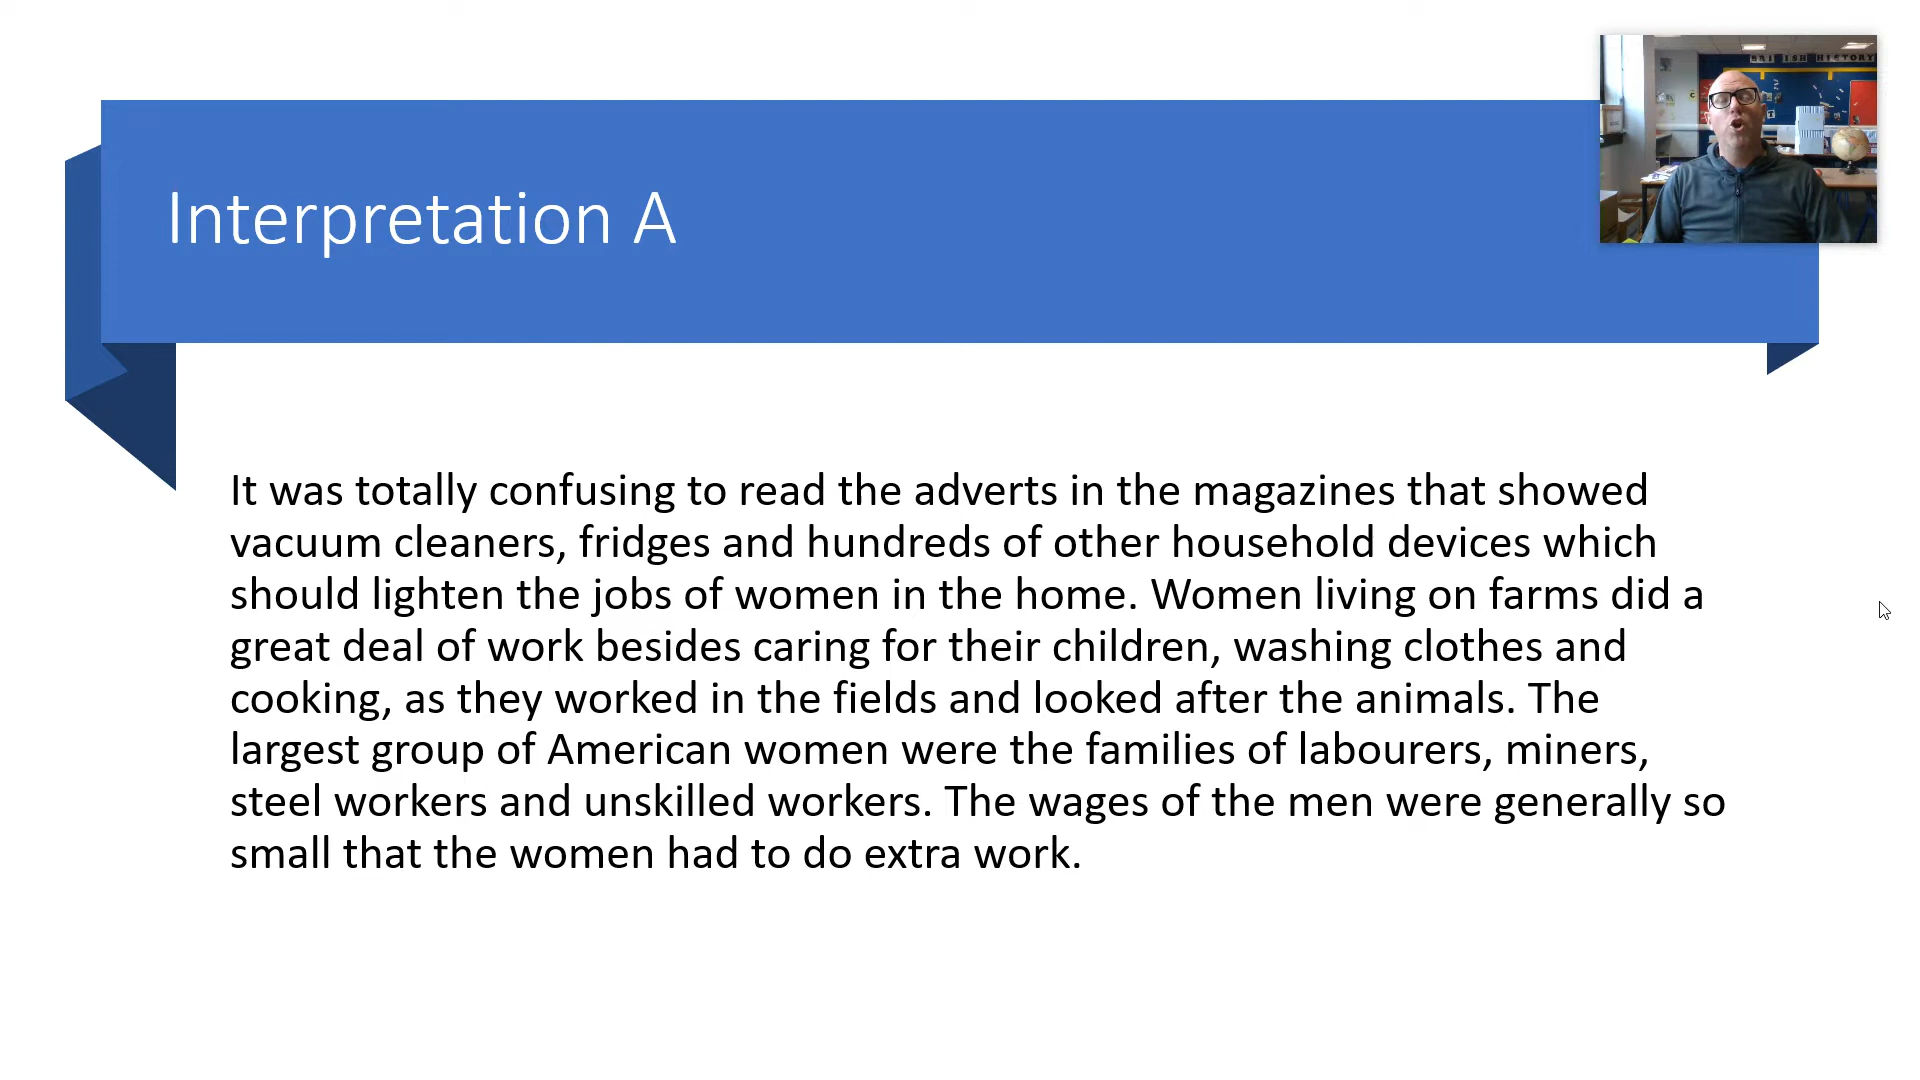 Interpretation A
It was totally confusing to read the adverts in the magazines that showed
vacuum cleaners, fridges and hundreds of other household devices which
should lighten the jobs of women in the home. Women living on farms did a
great deal of work besides caring for their children, washing clothes and
cooking, as they worked in the fields and looked after the animals. The
largest group of American women were the families of labourers, miners,
steel workers and unskilled workers. The wages of the men were generally so
small that the women had to do extra work.